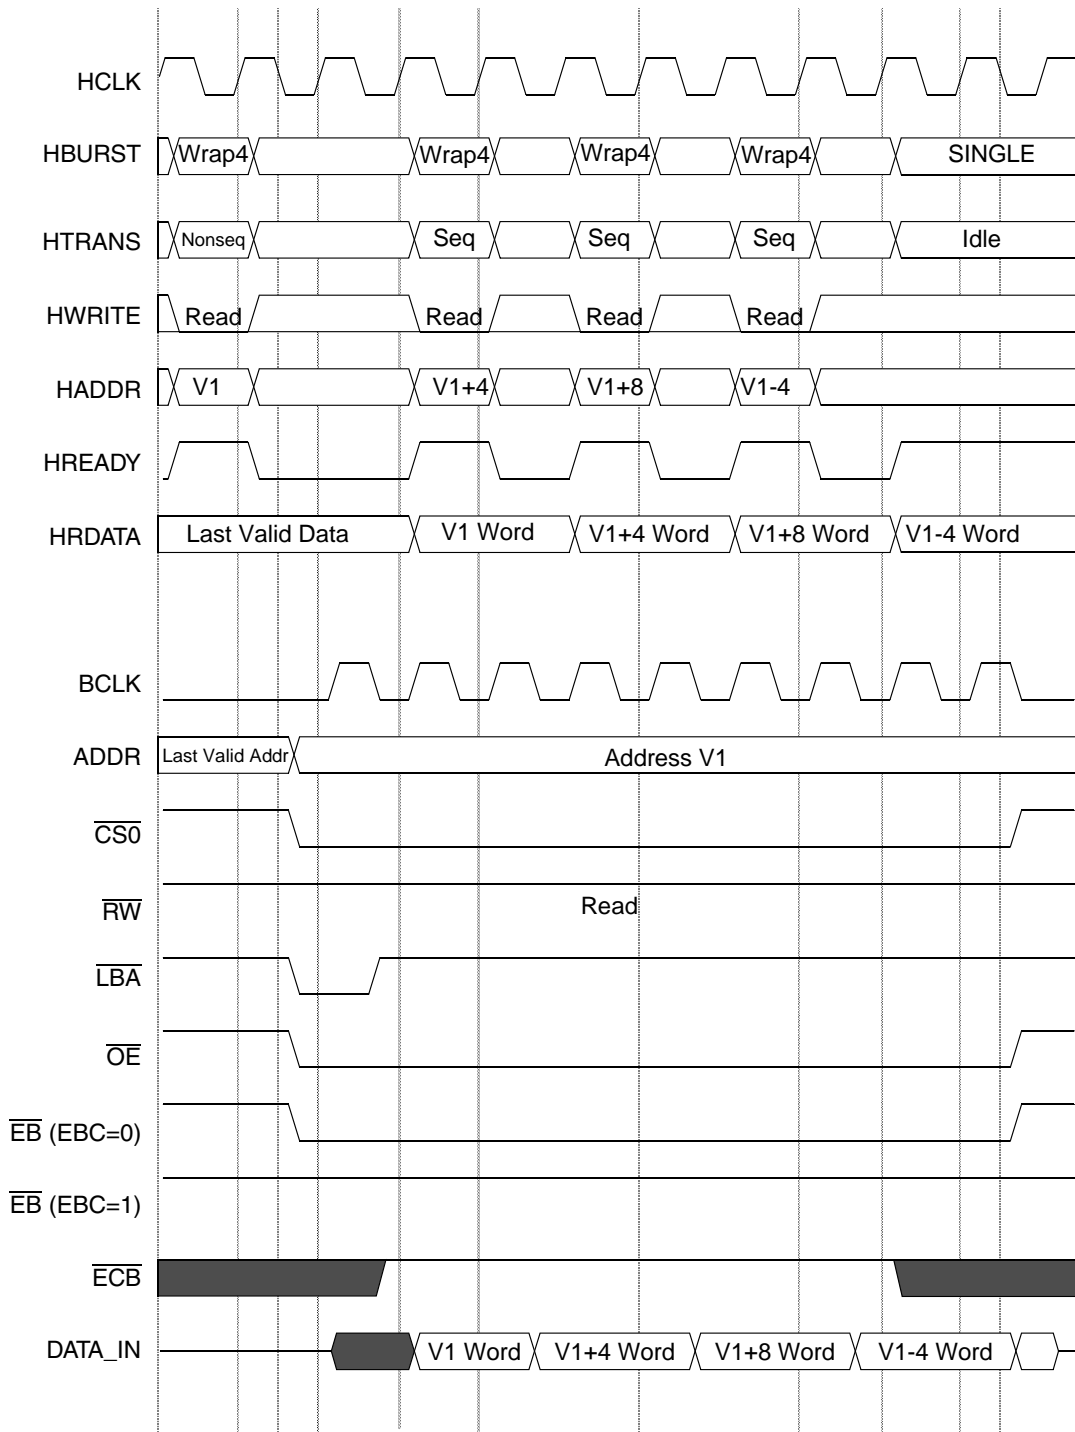 HCLK
HBURST Wrap4 Wrap4 Wrap4 Wrap4 SINGLE
HTRANS Nonseq Seq Seq Seq Idle
HWRITE Read Read Read Read
HADDR V1 V1+4 V1+8 V1-4
HREADY
HRDATA Last Valid Data V1 Word V1+4 Word V1+8 Word V1-4 Word
BCLK
ADDR Last Valid Addr Address V1
CS0
RW Read
LBA
OE
EB (EBC=0)
EB (EBC=1)
ECB
DATA_IN V1 Word V1+4 Word V1+8 Word V1-4 Word